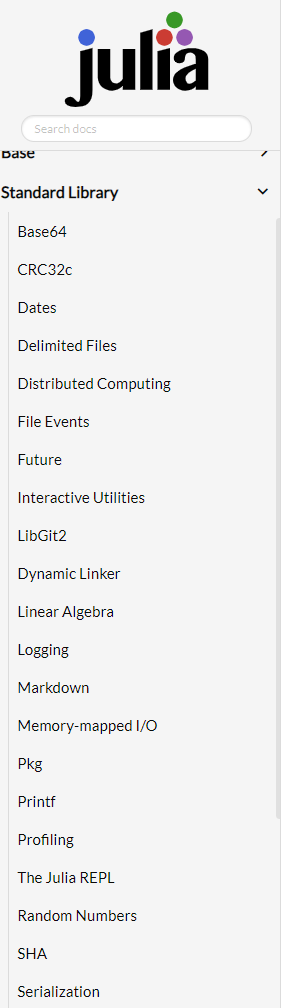 julia
Search docs
Base
Standard Library
Base64
CRC32c
Dates
Delimited Files
Distributed Computing
File Events
Future
Interactive Utilities
LibGit2
Dynamic Linker
Linear Algebra
Logging
Markdown
Memory-mapped I/O
Pkg
Printf
Profiling
The Julia REPL
Random Numbers
SHA
Serialization